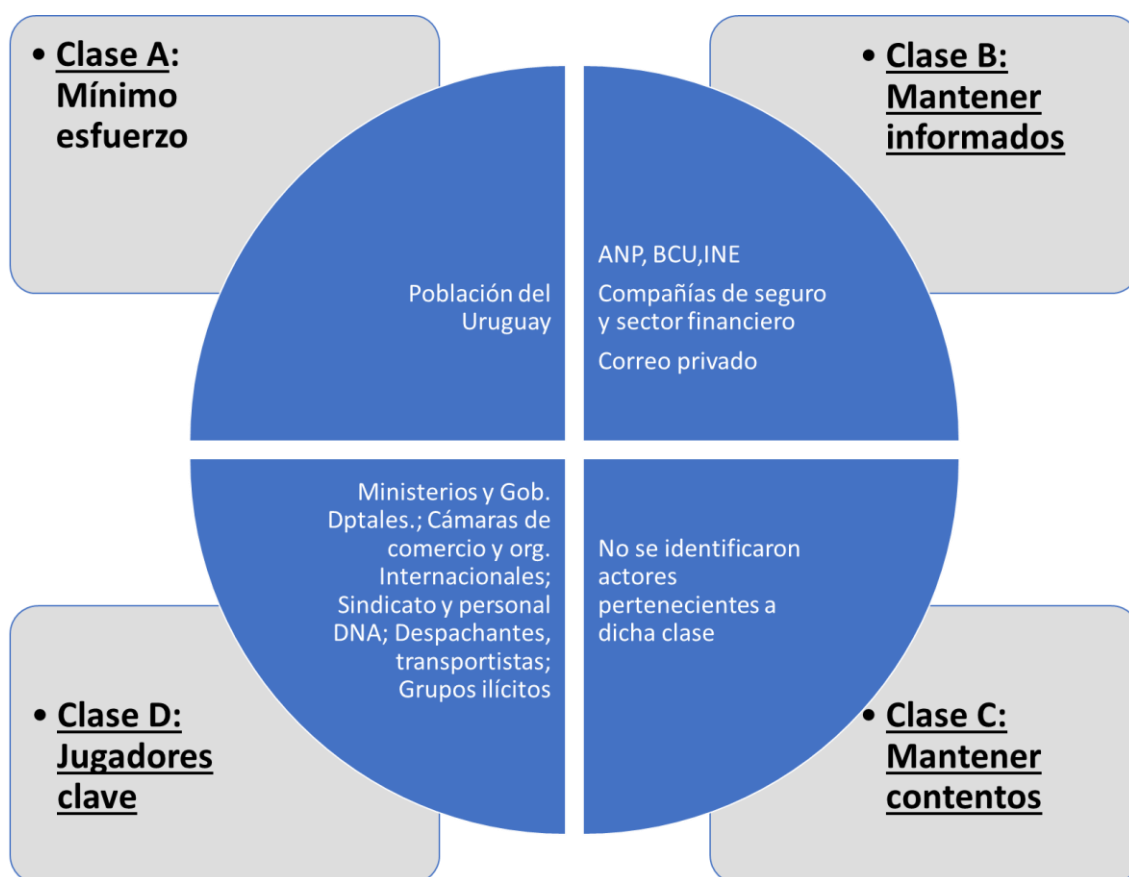 • Clase A:
Mínimo
esfuerzo
• Clase B:
Mantener
informados
Población del
Uruguay
ANP, BCU,INE
Compañías de seguro
y sector financiero
Correo privado
Ministerios y Gob.
Dptales.; Cámaras de
comercio y org.
Internacionales;
Sindicato y personal
DNA; Despachantes,
transportistas;
Grupos ilícitos
No se identificaron
actores
pertenecientes a
dicha clase
• Clase D:
Jugadores
clave
• Clase C:
Mantener
contentos